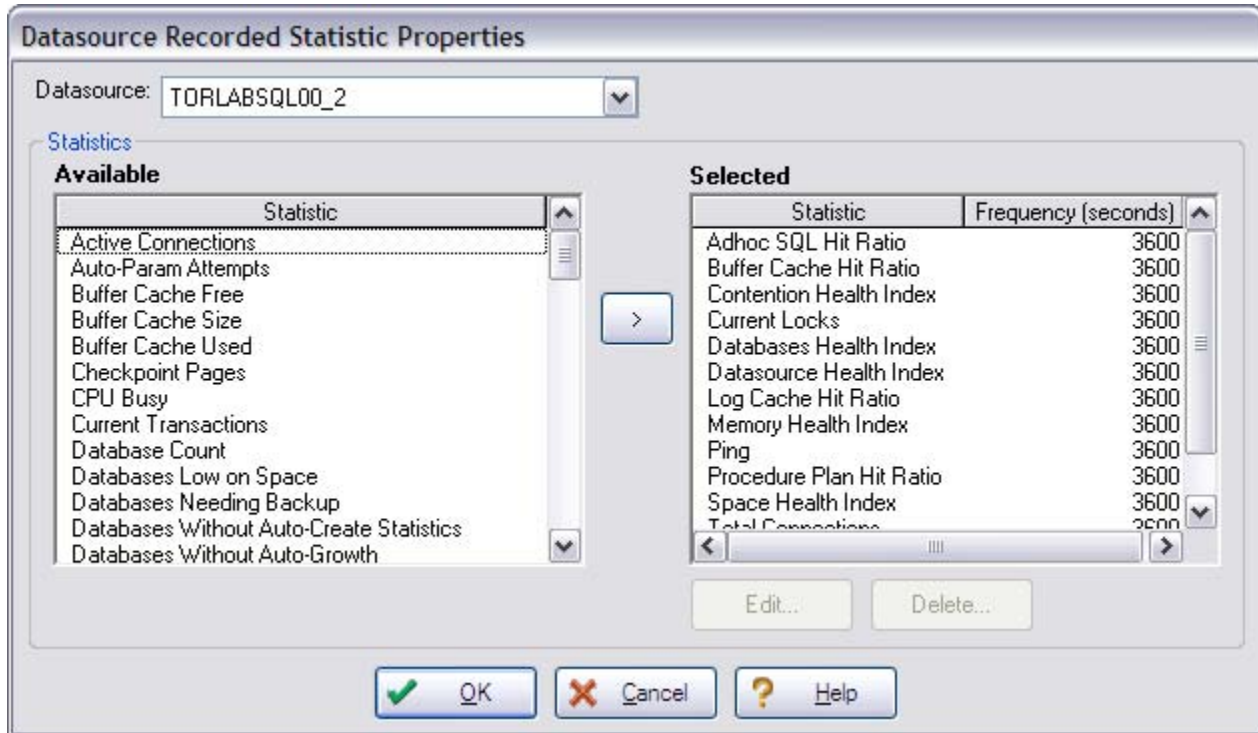 Datasource Recorded Statistic Properties
Datasource: TORLABSQL00_2
Statistics
Available
Statistic
Active Connections
Auto-Param Attempts
Buffer Cache Free
Buffer Cache Size
Buffer Cache Used
Checkpoint Pages
CPU Busy
Current Transactions
Database Count
Databases Low on Space
Databases Needing Backup
Databases Without Auto-Create Statistics
Databases Without Auto-Growth
>
Selected
Statistic Frequency (seconds)
Adhoc SQL Hit Ratio 3600
Buffer Cache Hit Ratio 3600
Contention Health Index 3600
Current Locks 3600
Databases Health Index 3600
Datasource Health Index 3600
Log Cache Hit Ratio 3600
Memory Health Index 3600
Ping 3600
Procedure Plan Hit Ratio 3600
Space Health Index 3600
Total Connections 3600
Edit... Delete...
OK Cancel ? Help